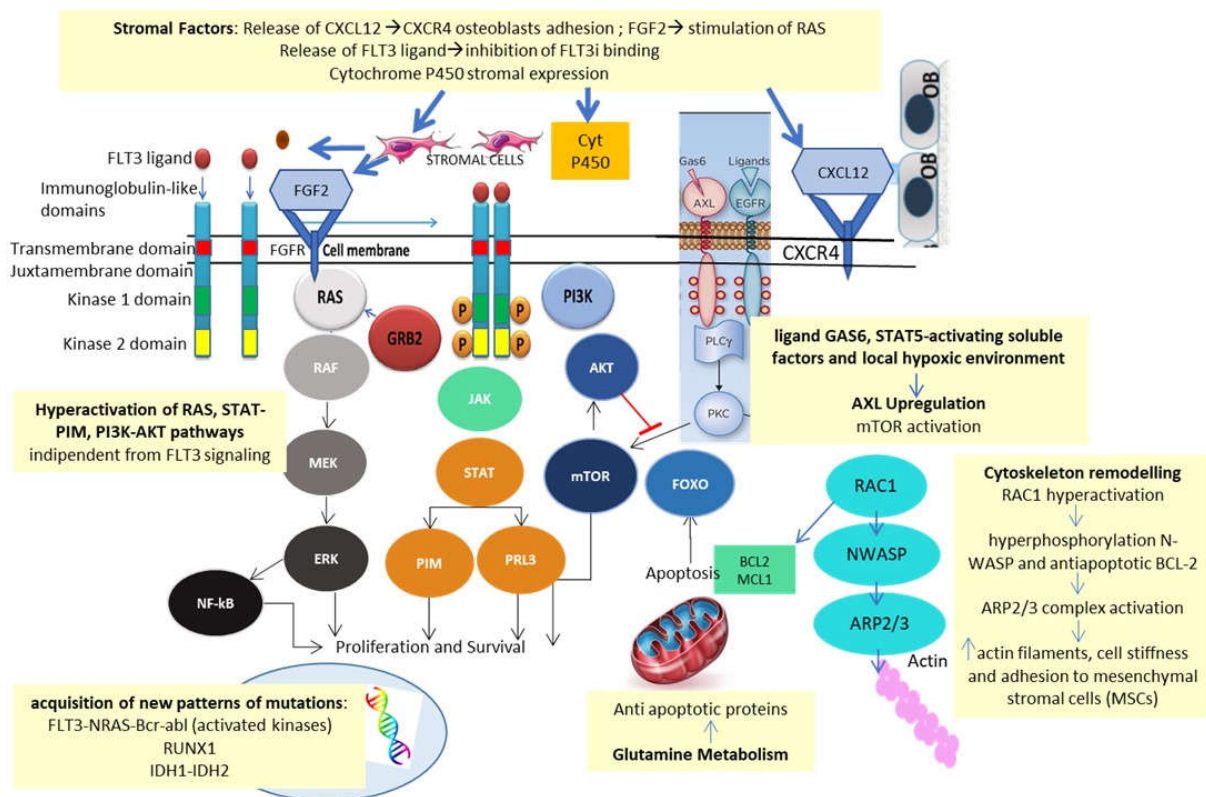 Stromal Factors: Release of CXCL12→CXCR4 osteoblasts adhesion ; FGF2→ stimulation of RAS
Release of FLT3 ligand→inhibition of FLT3i binding
Cytochrome P450 stromal expression
OB
OB
FLT3 ligand
STROMAL CELLS
Cyt
P450
Immunoglobulin-like
domains
FGF2
Gas6
Ligands
AXL
EGFR
CXCL12
Transmembrane domain
FGFR
Cell membrane
CXCR4
Juxtamembrane domain
Kinase 1 domain
Kinase 2 domain
RAS
GRB2
P
P
P
P
PI3K
PLCγ
PKC
ligand GAS6, STAT5-activating soluble
factors and local hypoxic environment
AXL Upregulation
mTOR activation
RAF
JAK
AKT
Hyperactivation of RAS, STAT-
PIM, PI3K-AKT pathways
indipendent from FLT3 signaling
MEK
STAT
mTOR
FOXO
RAC1
Cytoskeleton remodelling
RAC1 hyperactivation
hyperphosphorylation N-
WASP and antiapoptotic BCL-2
ARP2/3 complex activation
actin filaments, cell stiffness
and adhesion to mesenchymal
stromal cells (MSCs)
ERK
PIM
PRL3
Apoptosis
BCL2
MCL1
NWASP
NF-kB
ARP2/3
Actin
Proliferation and Survival
acquisition of new patterns of mutations:
FLT3-NRAS-Bcr-abl (activated kinases)
RUNX1
IDH1-IDH2
Anti apoptotic proteins
Glutamine Metabolism